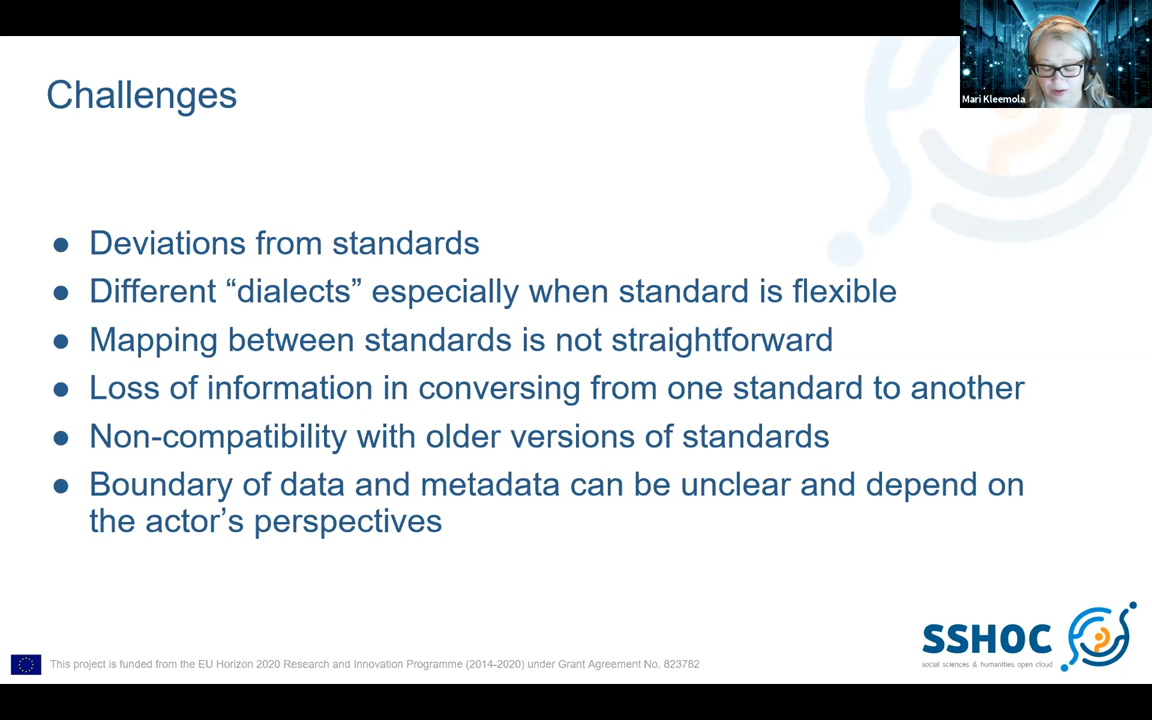 Mari Kleemola
Challenges
● Deviations from standards
● Different “dialects” especially when standard is flexible
● Mapping between standards is not straightforward
● Loss of information in conversing from one standard to another
● Non-compatibility with older versions of standards
● Boundary of data and metadata can be unclear and depend on
the actor’s perspectives
SSHOC
social sciences & humanities open cloud
This project is funded from the EU Horizon 2020 Research and Innovation Programme (2014-2020) under Grant Agreement No. 823782